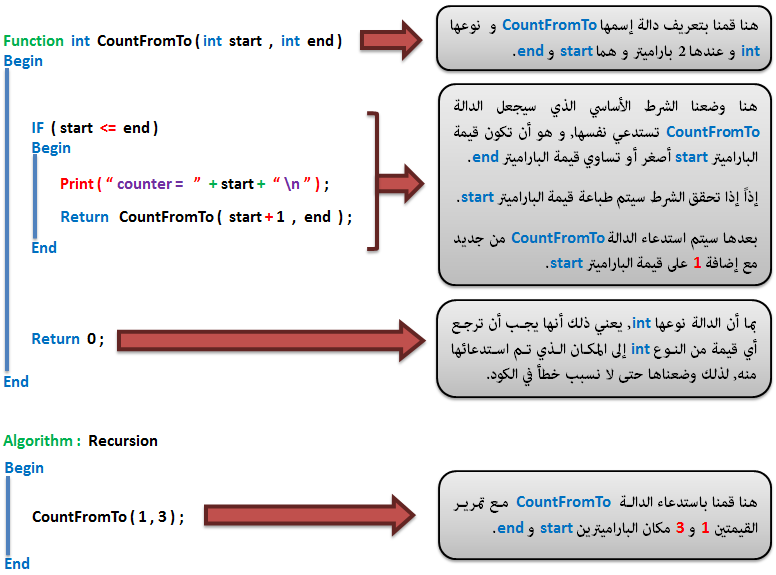 Function int CountFromTo ( int start , int end )
هنا قمنا بتعريف دالة إسمها CountFromTo و نوعها
int و عندها 2 باراميتر و هما start و end.
Begin
IF ( start <= end )
Begin
Print ( “ counter = ” + start + “ \n ” ) ;
Return CountFromTo ( start + 1 , end ) ;
End
هنا وضعنا الشرط الأساسي الذي سيجعل الدالة
CountFromTo تستدعي نفسها, و هو أن تكون قيمة
الباراميتر start أصغر أو تساوي قيمة الباراميتر end.
إذاً إذا تحقق الشرط سيتم طباعة قيمة الباراميتر start.
بعدها سيتم استدعاء الدالة CountFromTo من جديد
مع إضافة 1 على قيمة الباراميتر start.
Return 0 ;
بما أن الدالة نوعها int, يعني ذلك أنها يجب أن ترجع
أي قيمة من النوع int إلى المكان الذي تم استدعائها
منه, لذلك وضعناها حتى لا نسبب خطأ في الكود.
End
Algorithm : Recursion
Begin
CountFromTo ( 1 , 3 ) ;
هنا قمنا باستدعاء الدالة CountFromTo مع تمرير
القيمتين 1 و 3 مكان الباراميترين start و end.
End